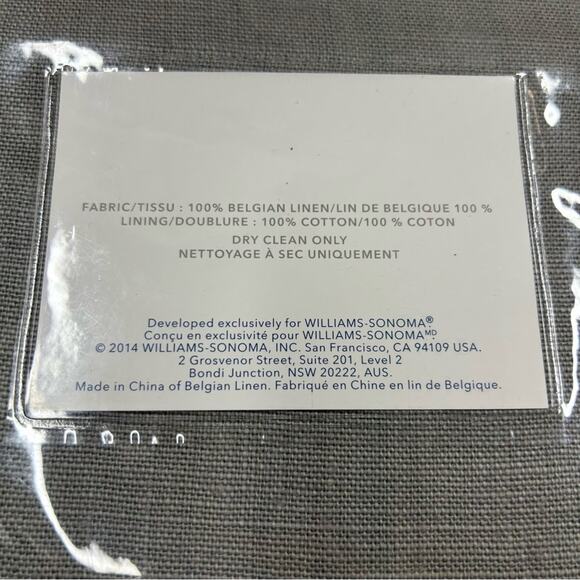 FABRIC/TISSU : 100% BELGIAN LINEN/LIN DE BELGIQUE 100 %
LINING/DOUBLURE : 100% COTTON/100 % COTON
DRY CLEAN ONLY
NETTOYAGE À SEC UNIQUEMENT
Developed exclusively for WILLIAMS-SONOMA®
Conçu en exclusivité pour WILLIAMS-SONOMAMD
© 2014 WILLIAMS-SONOMA, INC. San Francisco, CA 94109 USA.
2 Grosvenor Street, Suite 201, Level 2
Bondi Junction, NSW 20222, AUS.
Made in China of Belgian Linen. Fabriqué en Chine en lin de Belgique.